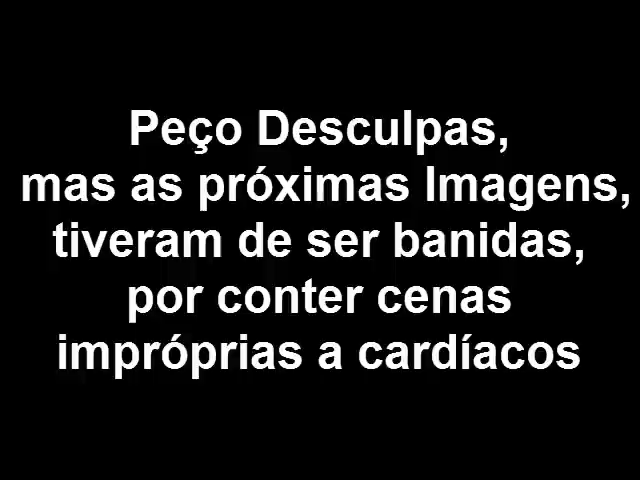 Peço Desculpas,
mas as próximas Imagens,
tiveram de ser banidas,
por conter cenas
impróprias a cardíacos